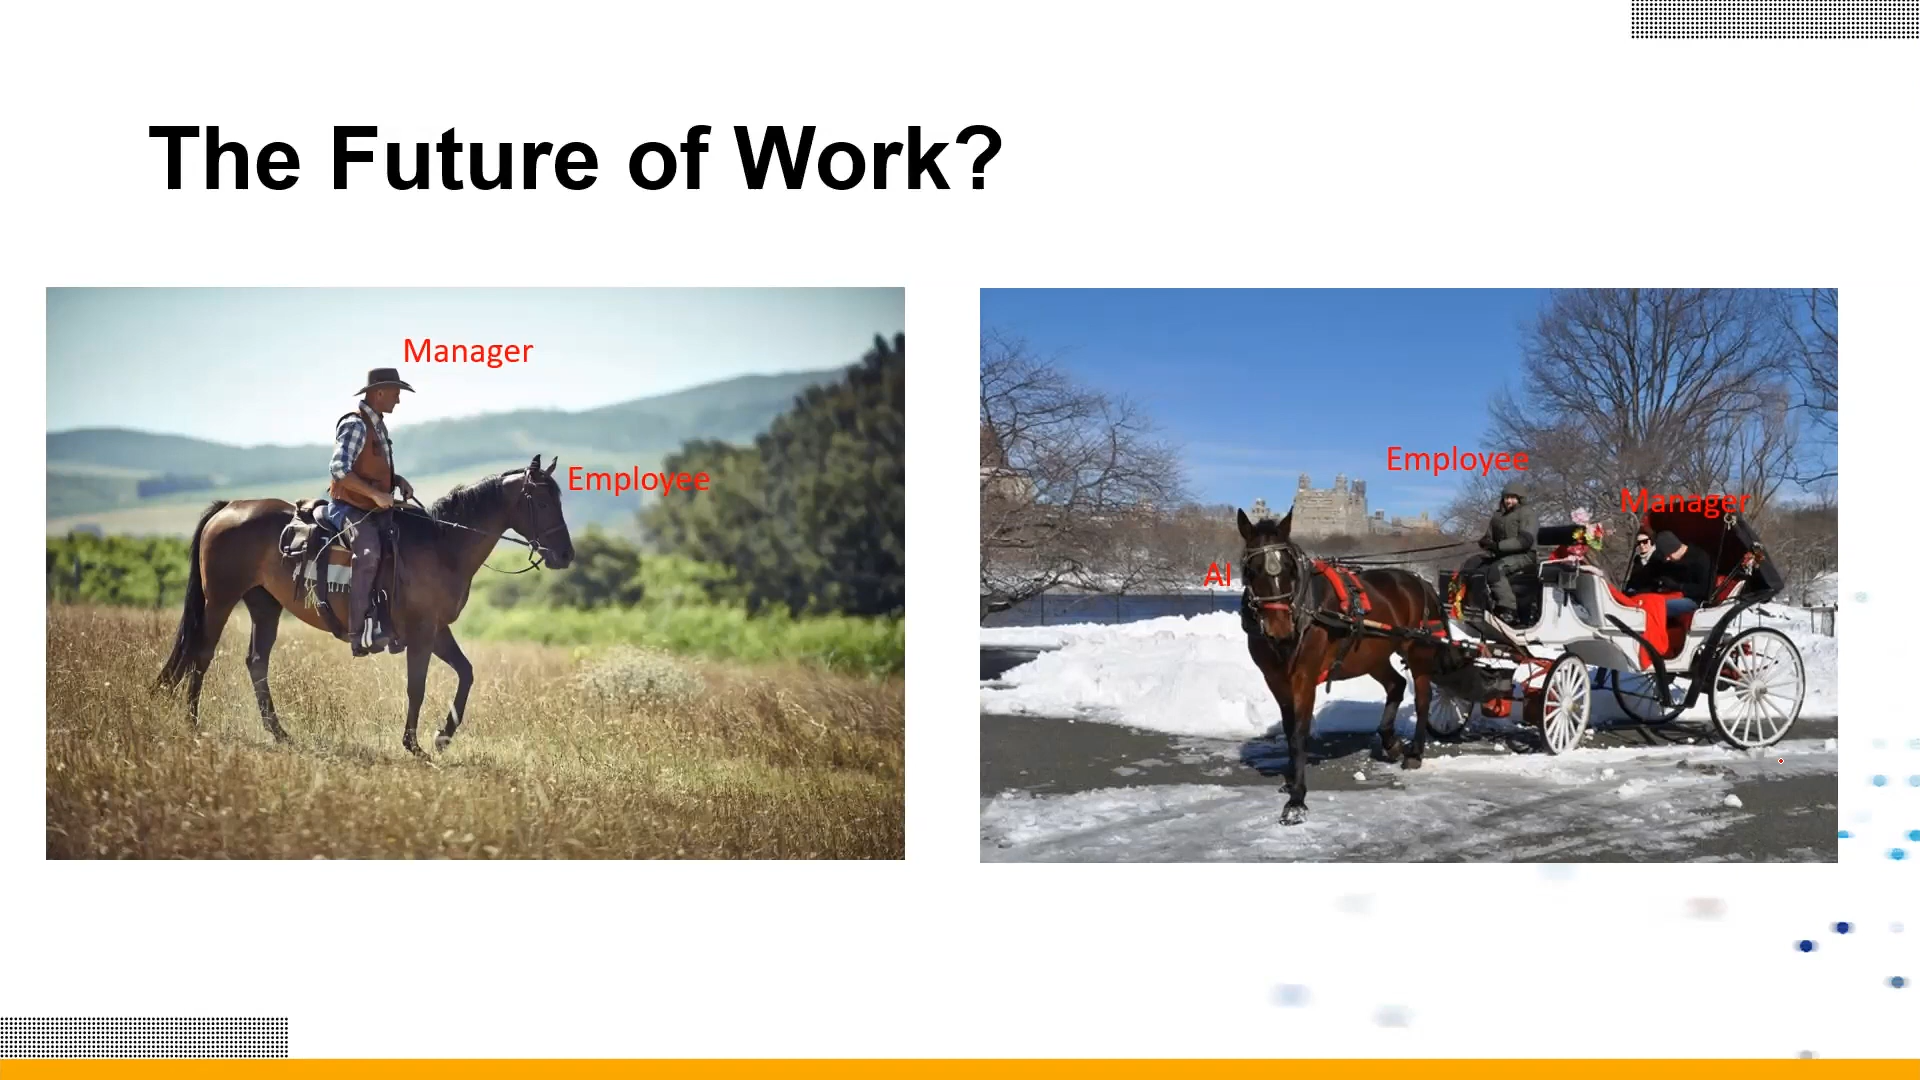 The Future of Work?
Manager
Employee
Employee
Manager
AI